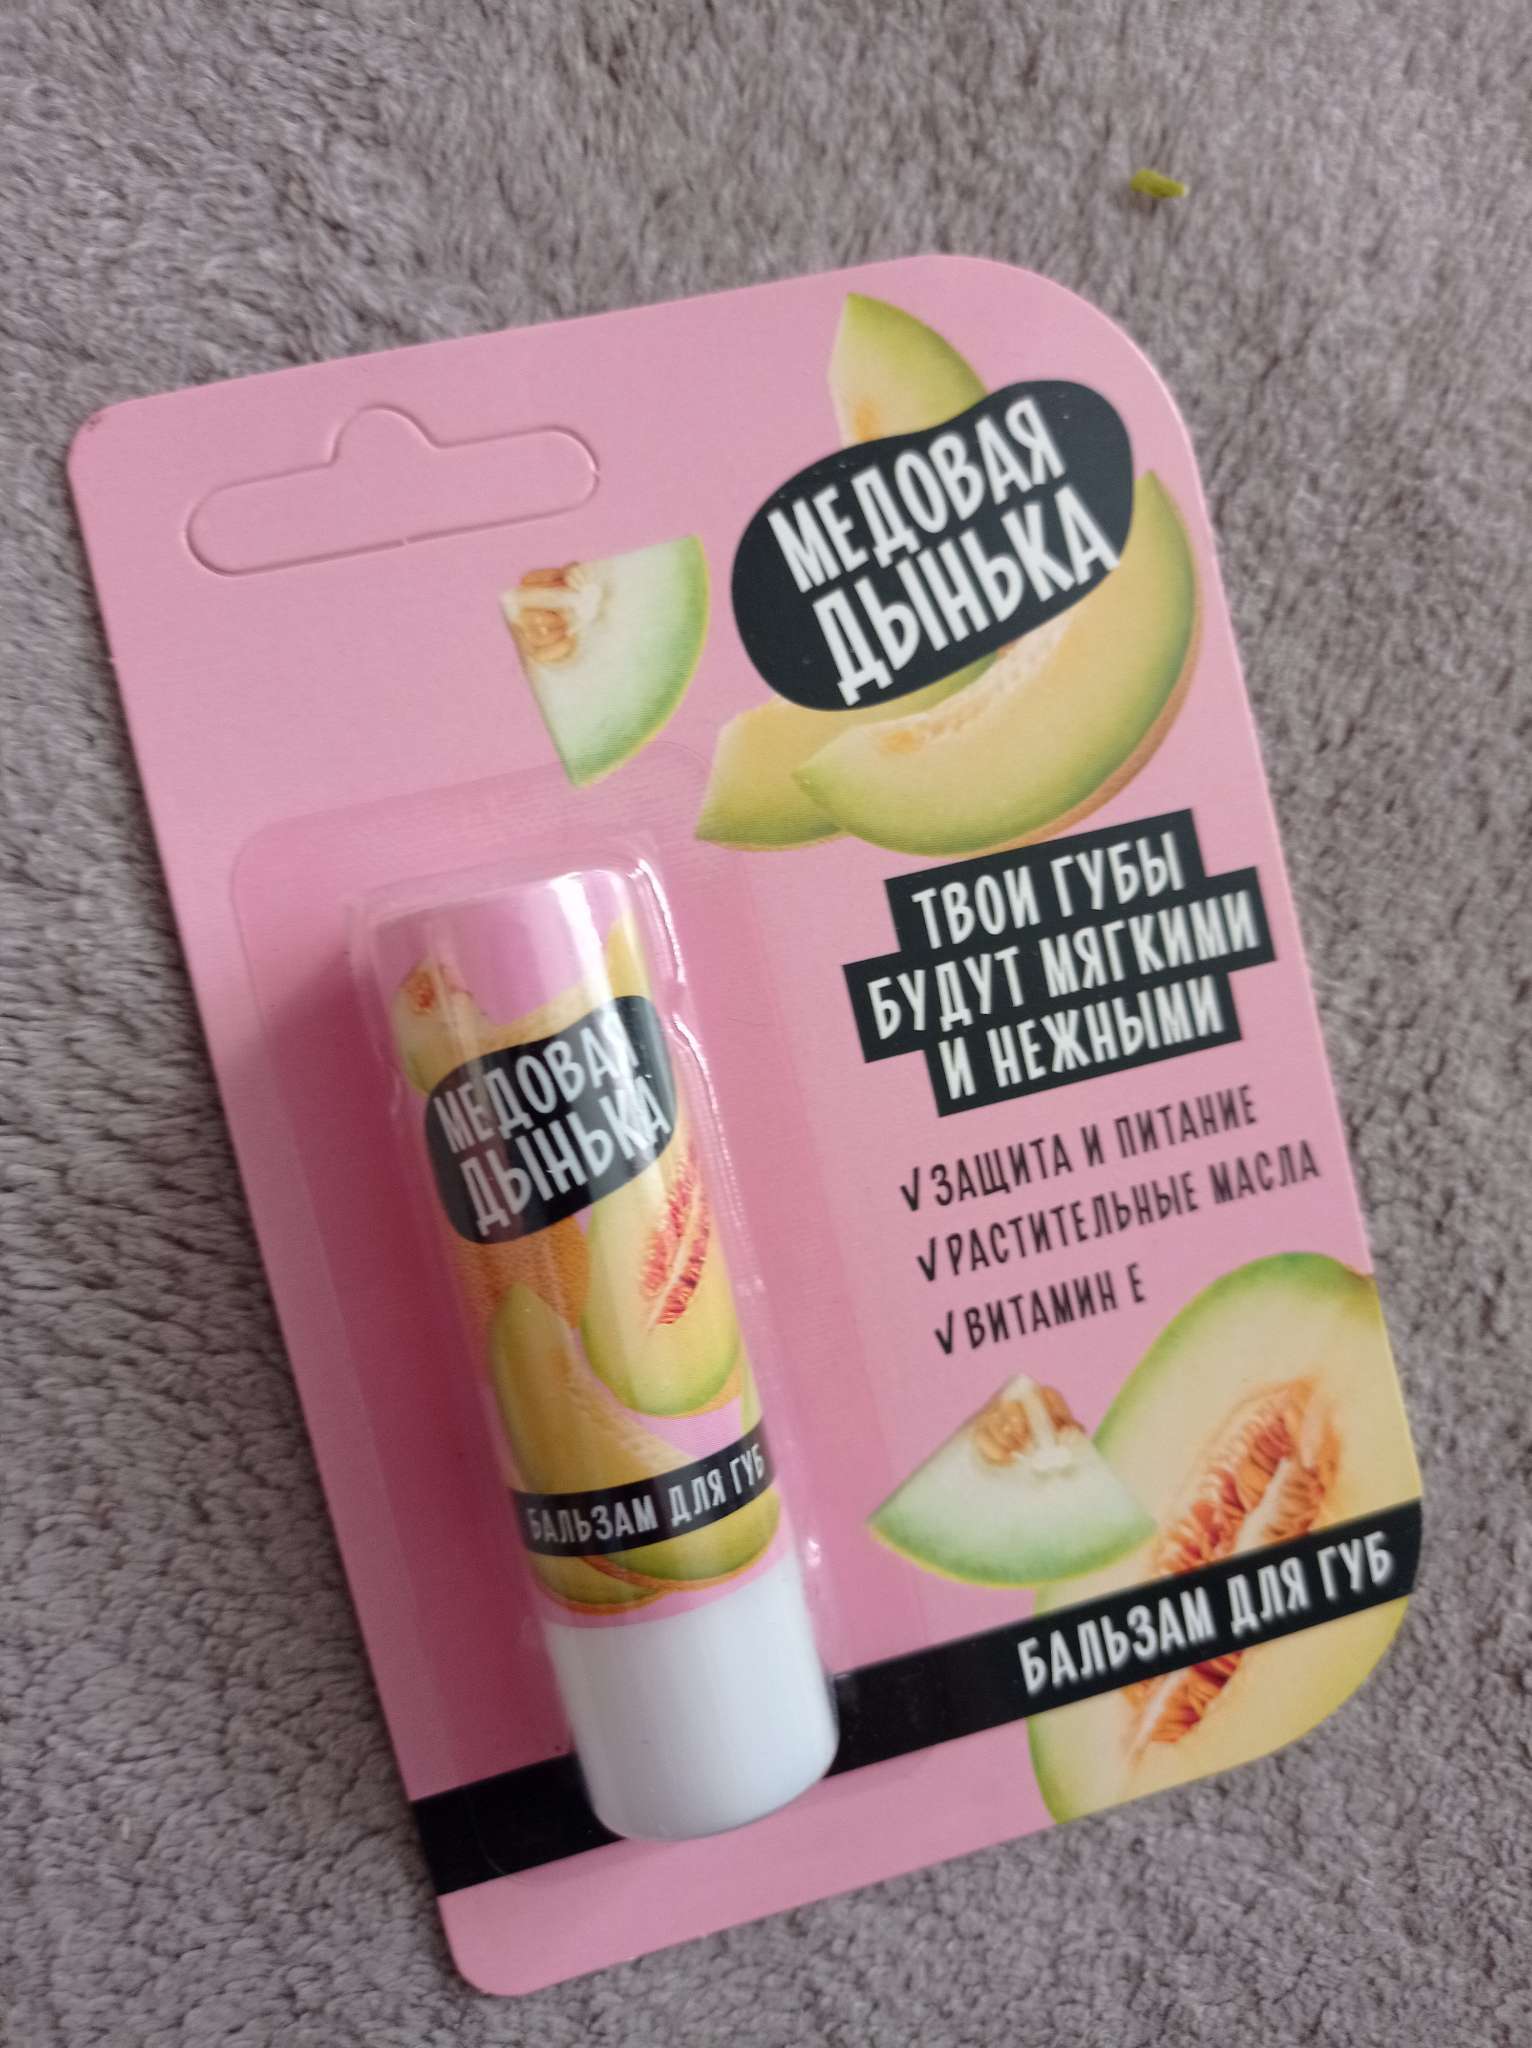 МЕДОВАЯ
ДЫНЬКА
ТВОИ ГУБЫ
БУДУТ МЯГКИМИ
И НЕЖНЫМИ
√ ЗАЩИТА И ПИТАНИЕ
√ РАСТИТЕЛЬНЫЕ МАСЛА
√ ВИТАМИН Е
БАЛЬЗАМ ДЛЯ ГУБ
МЕДОВАЯ
ДЫНЬКА
БАЛЬЗАМ ДЛЯ ГУБ